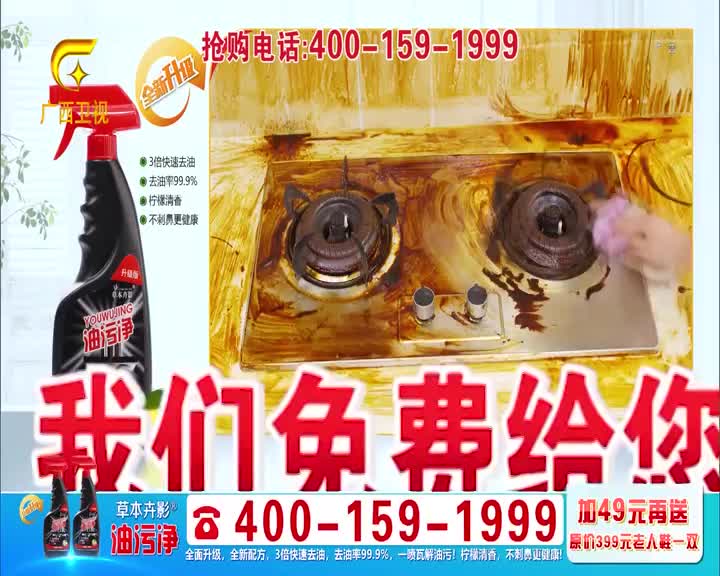 抢购电话:400-159-1999
全新升级
广西卫视
3倍快速去油
去油率99.9%
柠檬清香
不刺鼻更健康
升级版
草本卉影
YOUWUJING
油污净
我们免费给您
草本卉影®
油污净
☎400-159-1999
加49元再送
原价399元老人鞋一双
全面升级，全新配方，3倍快速去油，去油率99.9%，一喷瓦解油污！柠檬清香，不刺鼻更健康！